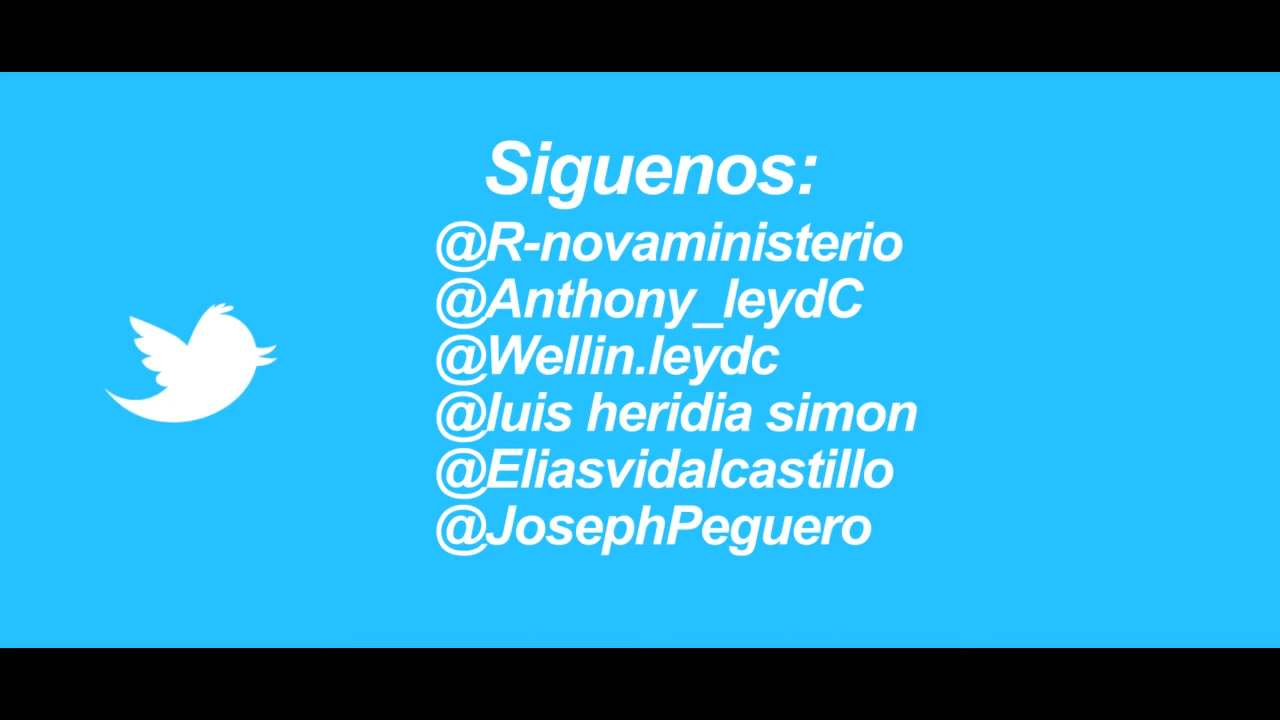 Siguenos:
@R-novaministerio
@Anthony_leydC
@Wellin.leydc
@luis heridia simon
@Eliasvidalcastillo
@JosephPeguero